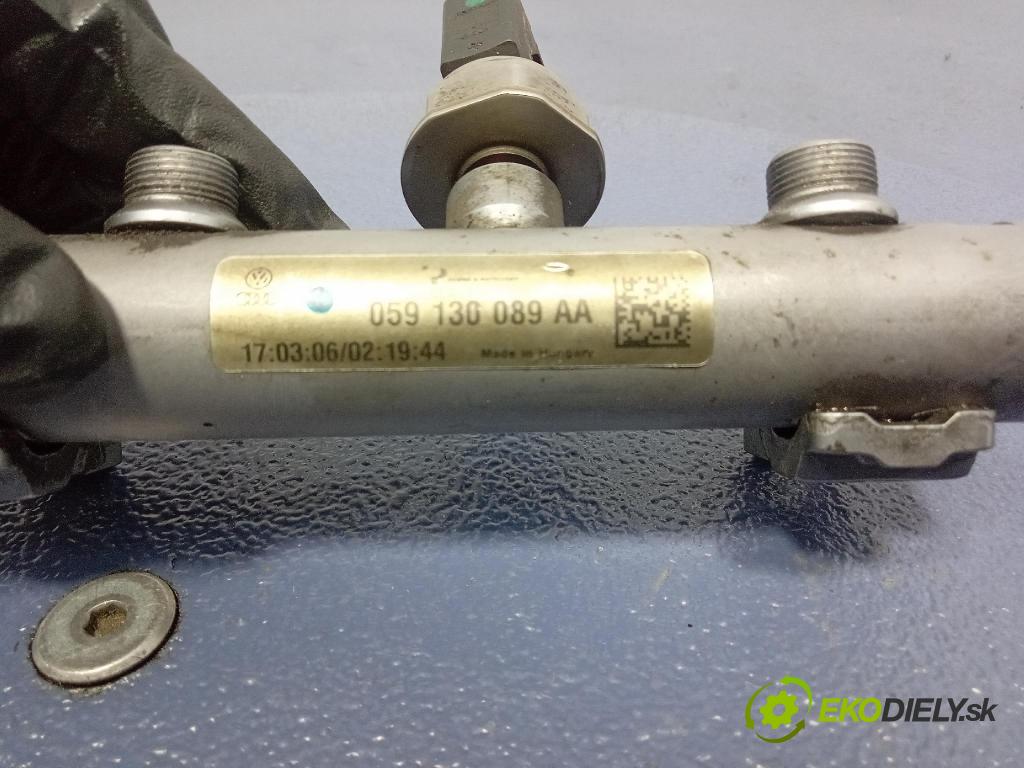 059 130 089 AA
17:03:06/02:19:44 Made in Hungary
EKODIELY.sk